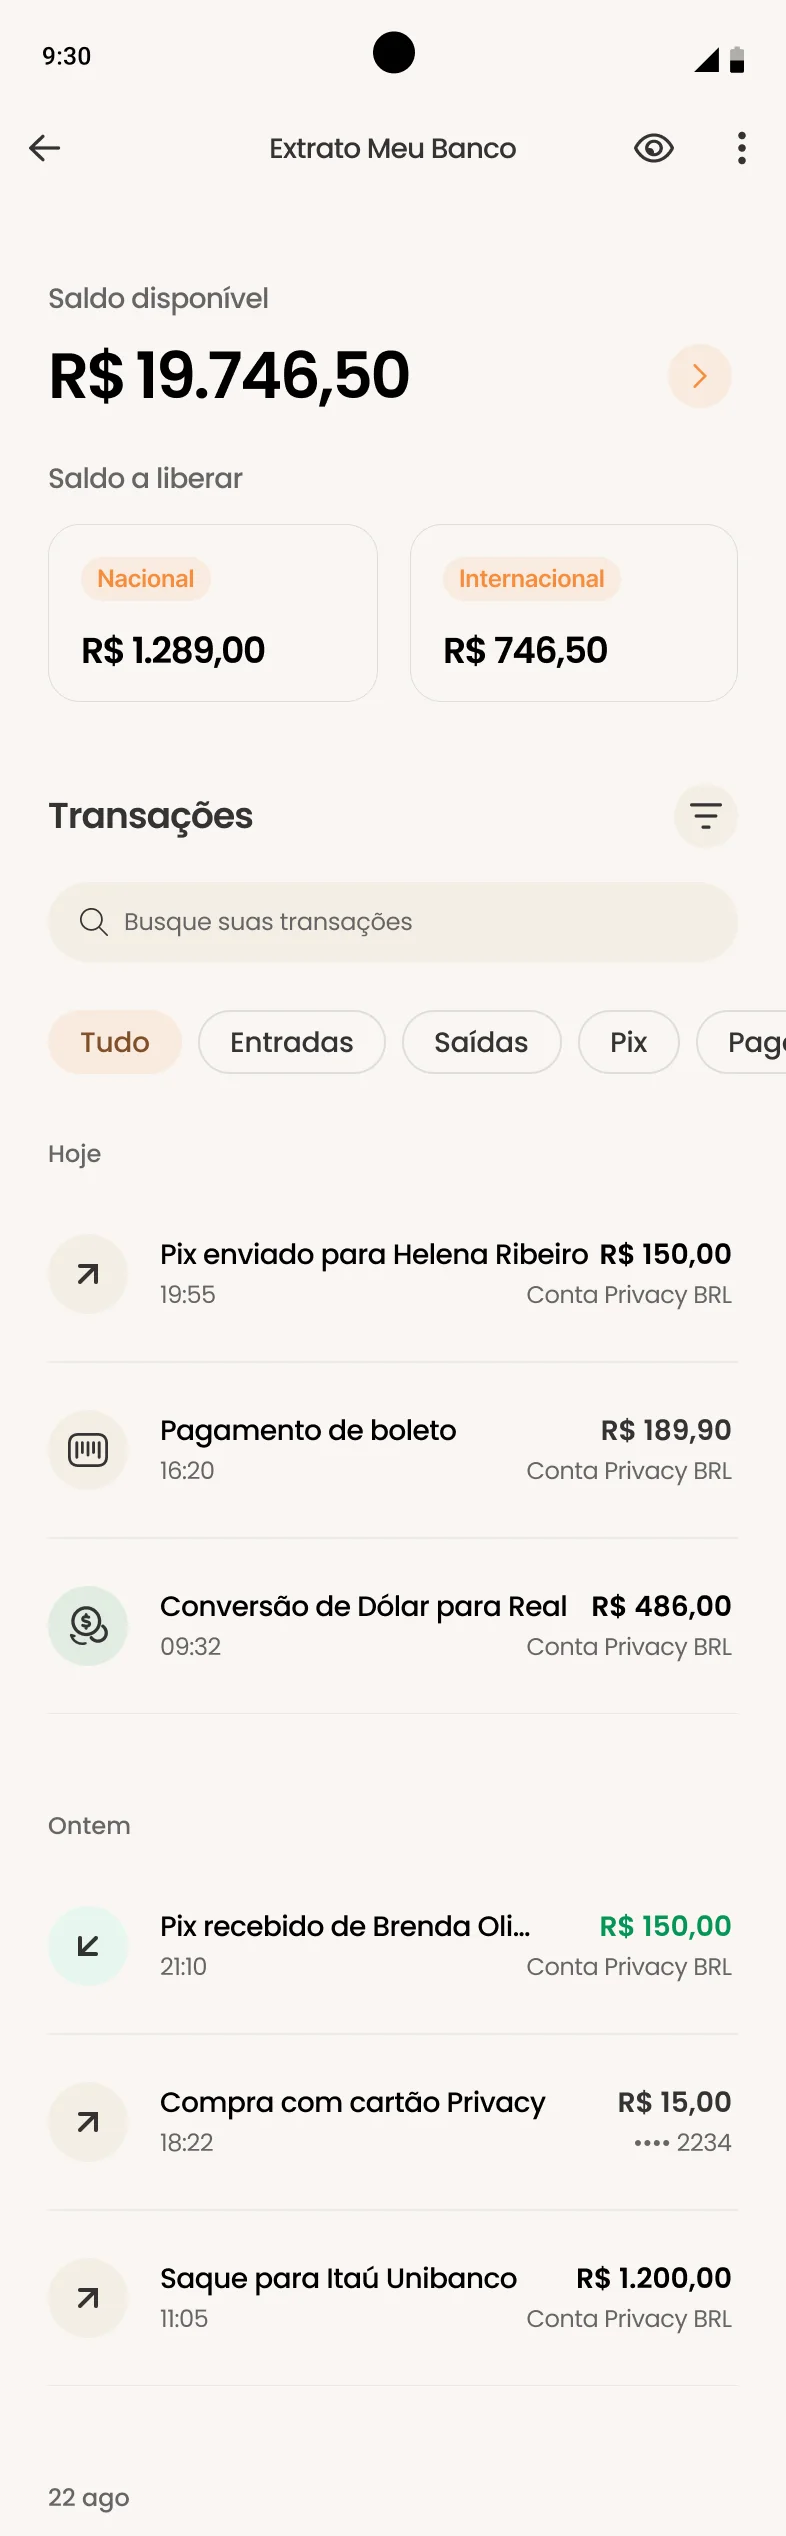 9:30
Extrato Meu Banco
Saldo disponível
R$ 19.746,50
Saldo a liberar
Nacional
R$ 1.289,00
Internacional
R$ 746,50
Transações
Busque suas transações
Tudo Entradas Saídas Pix Pag
Hoje
Pix enviado para Helena Ribeiro R$ 150,00
19:55 Conta Privacy BRL
Pagamento de boleto R$ 189,90
16:20 Conta Privacy BRL
Conversão de Dólar para Real R$ 486,00
09:32 Conta Privacy BRL
Ontem
Pix recebido de Brenda Oli... R$ 150,00
21:10 Conta Privacy BRL
Compra com cartão Privacy R$ 15,00
18:22 •••• 2234
Saque para Itaú Unibanco R$ 1.200,00
11:05 Conta Privacy BRL
22 ago